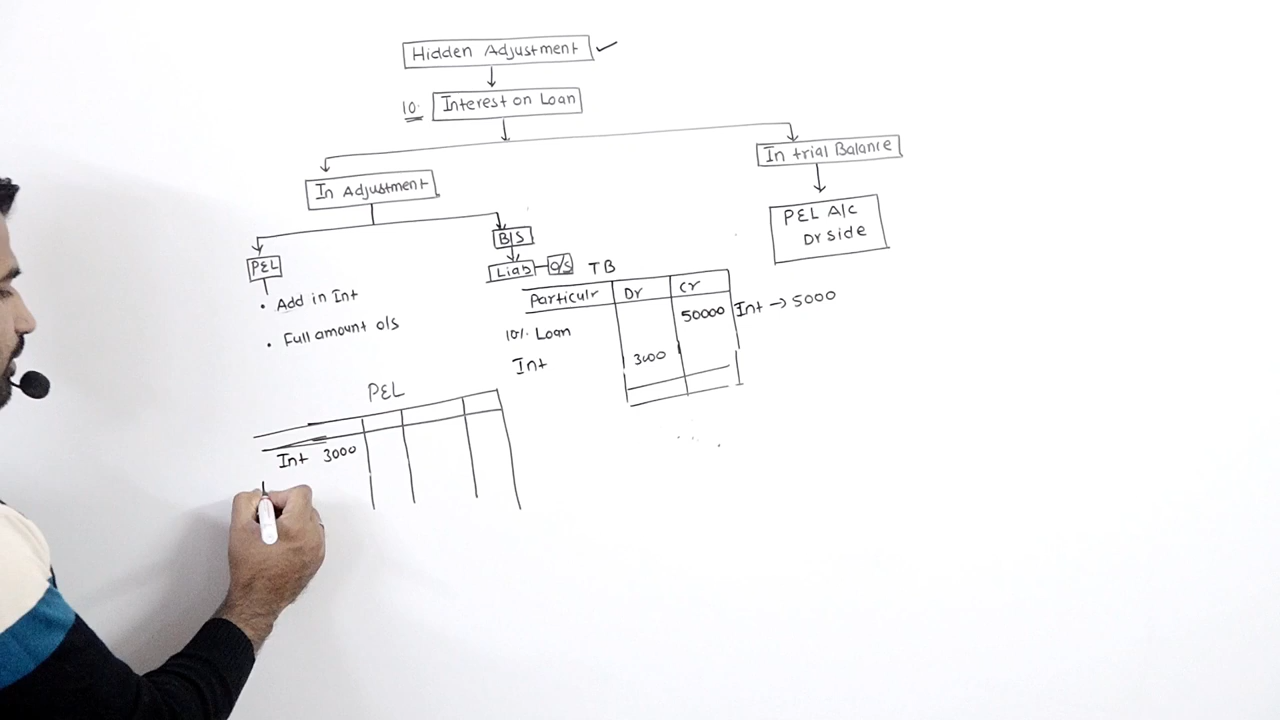 Hidden Adjustment
10. Interest on Loan
In Adjustment
In trial Balance
P&L
B/S
Liab o/s
P&L A/c
Dr side
• Add in Int
• Full amount o/s
TB
Particulr Dr Cr
10% Loan 50000 Int → 5000
Int 3000
P&L
Int 3000